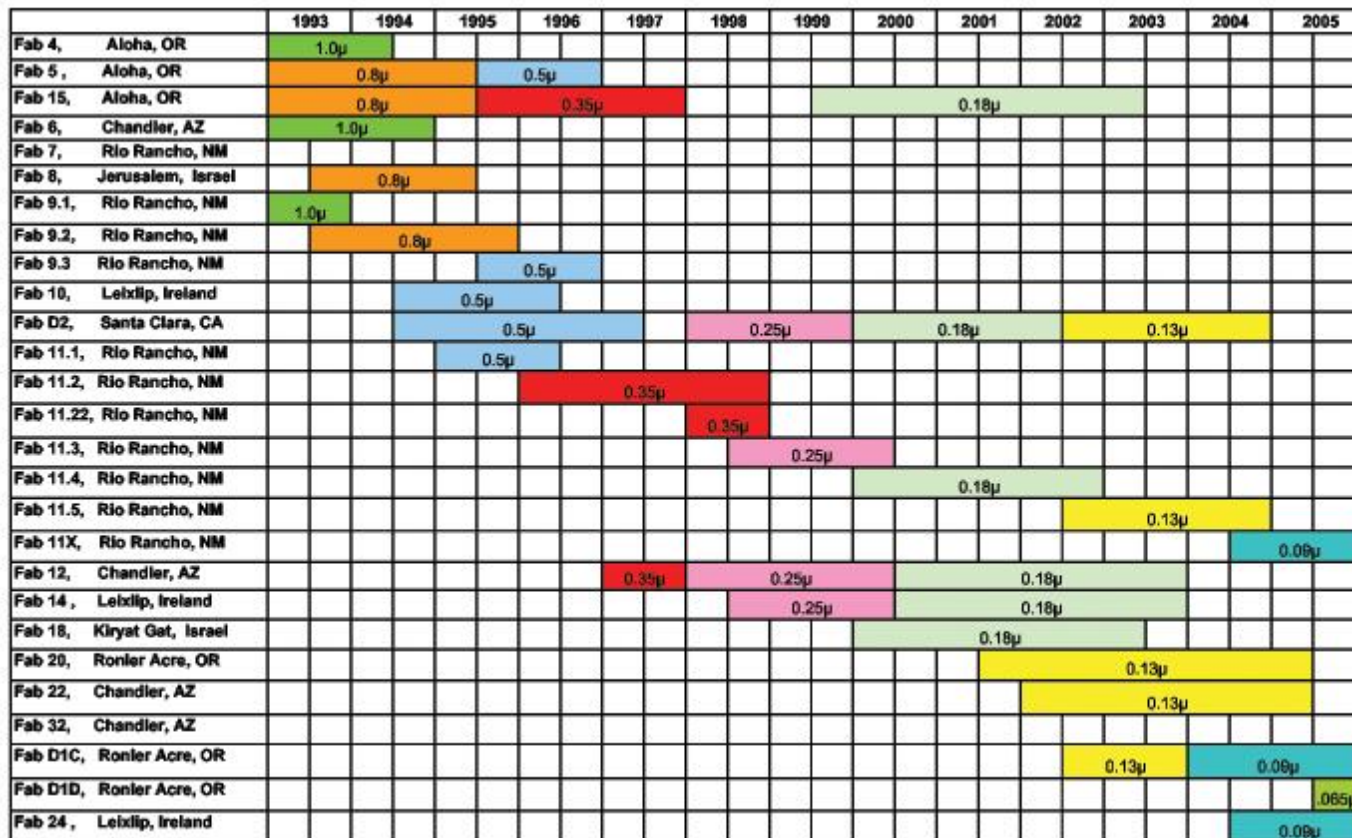 1993 1994 1995 1996 1997 1998 1999 2000 2001 2002 2003 2004 2005
Fab 4, Aloha, OR 1.0µ
Fab 5 , Aloha, OR 0.8µ 0.5µ
Fab 15, Aloha, OR 0.8µ 0.35µ 0.18µ
Fab 6, Chandler, AZ 1.0µ
Fab 7, Rio Rancho, NM
Fab 8, Jerusalem, Israel 0.8µ
Fab 9.1, Rio Rancho, NM 1.0µ
Fab 9.2, Rio Rancho, NM 0.8µ
Fab 9.3 Rio Rancho, NM 0.5µ
Fab 10, Leixlip, Ireland 0.5µ
Fab D2, Santa Clara, CA 0.5µ 0.25µ 0.18µ 0.13µ
Fab 11.1, Rio Rancho, NM 0.5µ
Fab 11.2, Rio Rancho, NM 0.35µ
Fab 11.22, Rio Rancho, NM 0.35µ
Fab 11.3, Rio Rancho, NM 0.25µ
Fab 11.4, Rio Rancho, NM 0.18µ
Fab 11.5, Rio Rancho, NM 0.13µ
Fab 11X, Rio Rancho, NM 0.09µ
Fab 12, Chandler, AZ 0.35µ 0.25µ 0.18µ
Fab 14 , Leixlip, Ireland 0.25µ 0.18µ
Fab 18, Kiryat Gat, Israel 0.18µ
Fab 20, Ronler Acre, OR 0.13µ
Fab 22, Chandler, AZ 0.13µ
Fab 32, Chandler, AZ
Fab D1C, Ronler Acre, OR 0.13µ 0.09µ
Fab D1D, Ronler Acre, OR .065µ
Fab 24 , Leixlip, Ireland 0.09µ